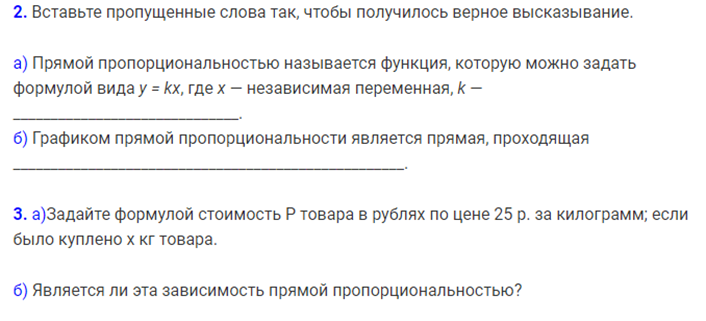 2. Вставьте пропущенные слова так, чтобы получилось верное высказывание.
а) Прямой пропорциональностью называется функция, которую можно задать
формулой вида y = kx, где x — независимая переменная, k —
______________________________.
б) Графиком прямой пропорциональности является прямая, проходящая
____________________________________________________.
3. а)Задайте формулой стоимость Р товара в рублях по цене 25 р. за килограмм; если
было куплено х кг товара.
б) Является ли эта зависимость прямой пропорциональностью?